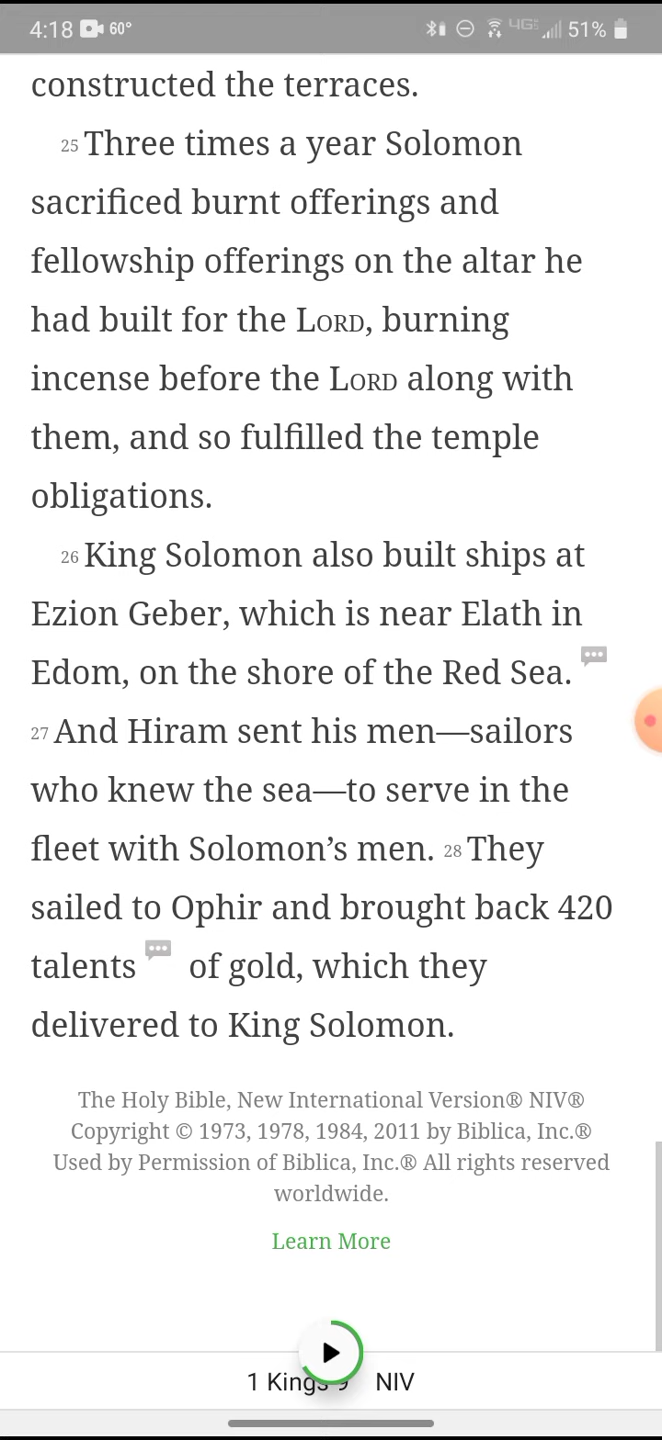 4:18 60° 4G 51%
constructed the terraces.
25 Three times a year Solomon
sacrificed burnt offerings and
fellowship offerings on the altar he
had built for the LORD, burning
incense before the LORD along with
them, and so fulfilled the temple
obligations.
26 King Solomon also built ships at
Ezion Geber, which is near Elath in
Edom, on the shore of the Red Sea.
27 And Hiram sent his men—sailors
who knew the sea—to serve in the
fleet with Solomon’s men. 28 They
sailed to Ophir and brought back 420
talents of gold, which they
delivered to King Solomon.
The Holy Bible, New International Version® NIV®
Copyright © 1973, 1978, 1984, 2011 by Biblica, Inc.®
Used by Permission of Biblica, Inc.® All rights reserved
worldwide.
Learn More
1 Kings 9 NIV